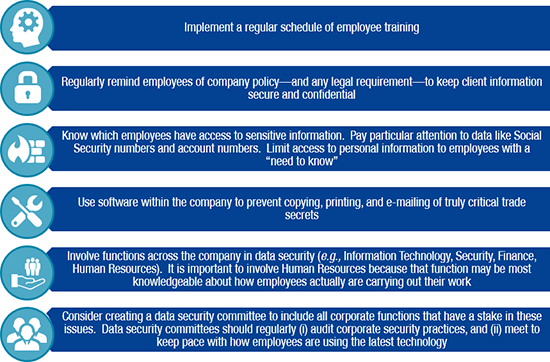 Implement a regular schedule of employee training
Regularly remind employees of company policy—and any legal requirement—to keep client information
secure and confidential
Know which employees have access to sensitive information.  Pay particular attention to data like Social
Security numbers and account numbers.  Limit access to personal information to employees with a
“need to know”
Use software within the company to prevent copying, printing, and e-mailing of truly critical trade
secrets
Involve functions across the company in data security (e.g., Information Technology, Security, Finance,
Human Resources).  It is important to involve Human Resources because that function may be most
knowledgeable about how employees actually are carrying out their work
Consider creating a data security committee to include all corporate functions that have a stake in these
issues.  Data security committees should regularly (i) audit corporate security practices, and (ii) meet to
keep pace with how employees are using the latest technology